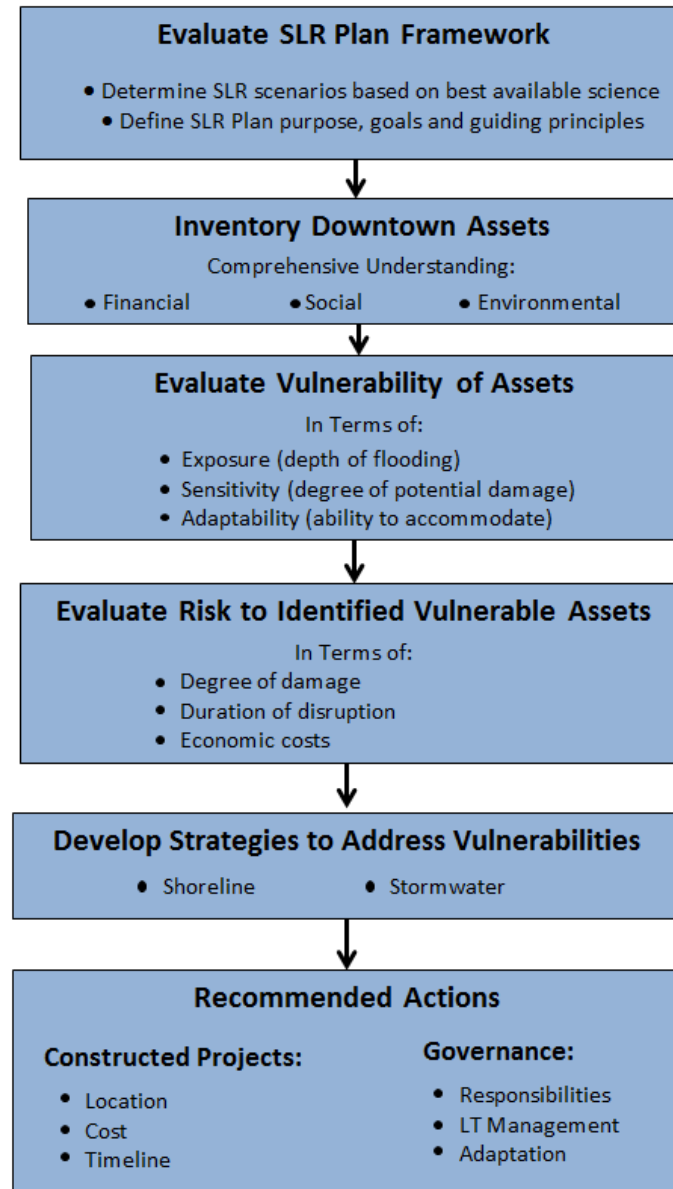 Evaluate SLR Plan Framework
• Determine SLR scenarios based on best available science
• Define SLR Plan purpose, goals and guiding principles
Inventory Downtown Assets
Comprehensive Understanding:
• Financial • Social • Environmental
Evaluate Vulnerability of Assets
In Terms of:
• Exposure (depth of flooding)
• Sensitivity (degree of potential damage)
• Adaptability (ability to accommodate)
Evaluate Risk to Identified Vulnerable Assets
In Terms of:
• Degree of damage
• Duration of disruption
• Economic costs
Develop Strategies to Address Vulnerabilities
• Shoreline • Stormwater
Recommended Actions
Constructed Projects:
• Location
• Cost
• Timeline
Governance:
• Responsibilities
• LT Management
• Adaptation